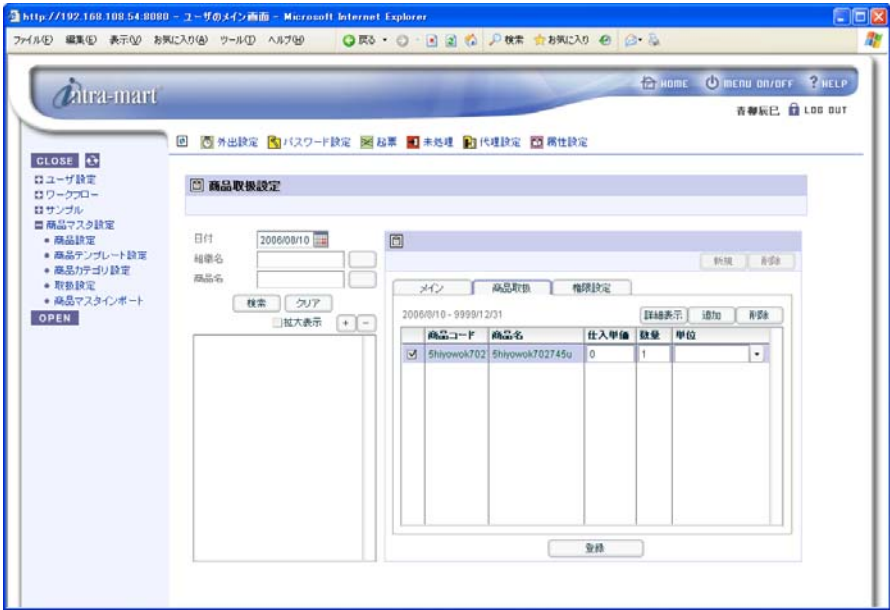 http://192.168.108.54:8080 - ユーザのメイン画面 - Microsoft Internet Explorer
ファイル(F) 編集(E) 表示(V) お気に入り(A) ツール(T) ヘルプ(H) 戻る 検索 お気に入り
intra-mart HOME MENU ON/OFF ? HELP
青柳辰巳 LOG OUT
外出設定 パスワード設定 起票 未処理 代理設定 属性設定
CLOSE
ユーザ設定
ワークフロー
サンプル
商品マスタ設定
商品設定
商品テンプレート設定
商品カテゴリ設定
取扱設定
商品マスタインポート
OPEN
商品取扱設定
日付 2006/08/10
組織名
商品名
検索 クリア
拡大表示 + -
新規 削除
メイン 商品取扱 権限設定
2006/8/10 - 9999/12/31 詳細表示 追加 削除
商品コード 商品名 仕入単価 数量 単位
5hiyowok702 5hiyowok702745u 0 1
登録